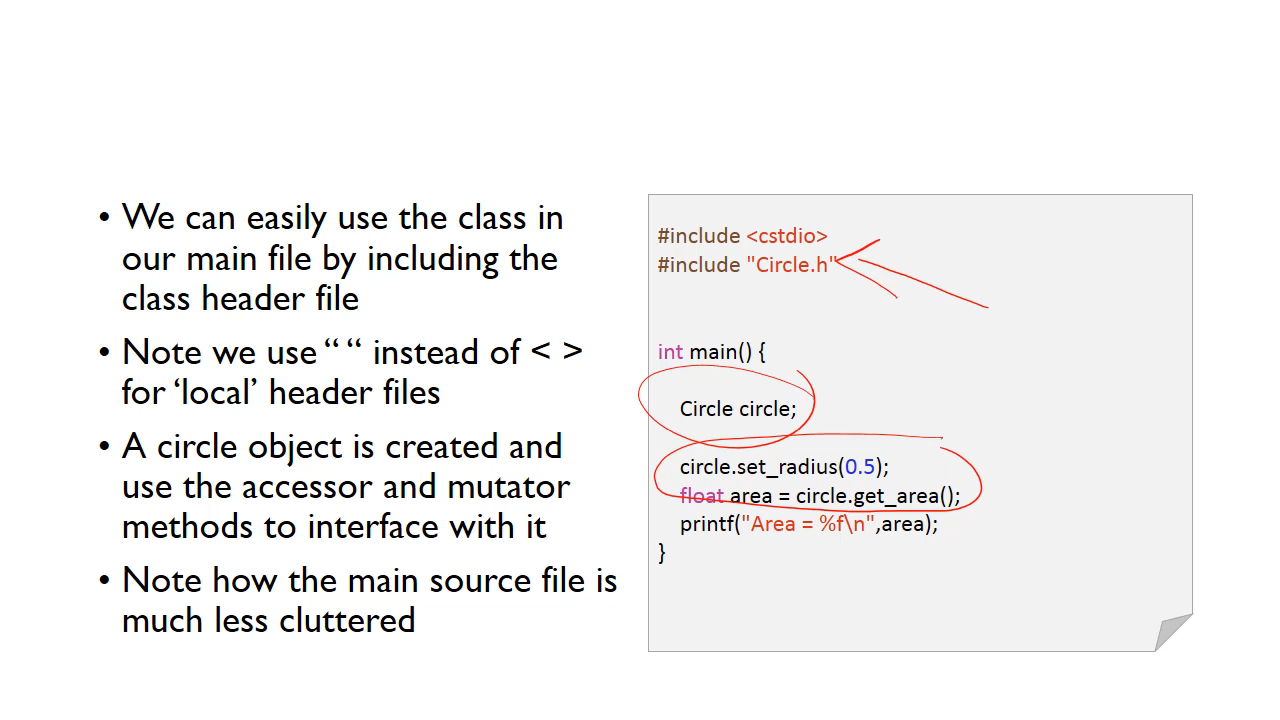 • We can easily use the class in
our main file by including the
class header file
• Note we use “ “ instead of < >
for ‘local’ header files
• A circle object is created and
use the accessor and mutator
methods to interface with it
• Note how the main source file is
much less cluttered
#include <cstdio>
#include "Circle.h"
int main() {
Circle circle;
circle.set_radius(0.5);
float area = circle.get_area();
printf("Area = %f\n",area);
}